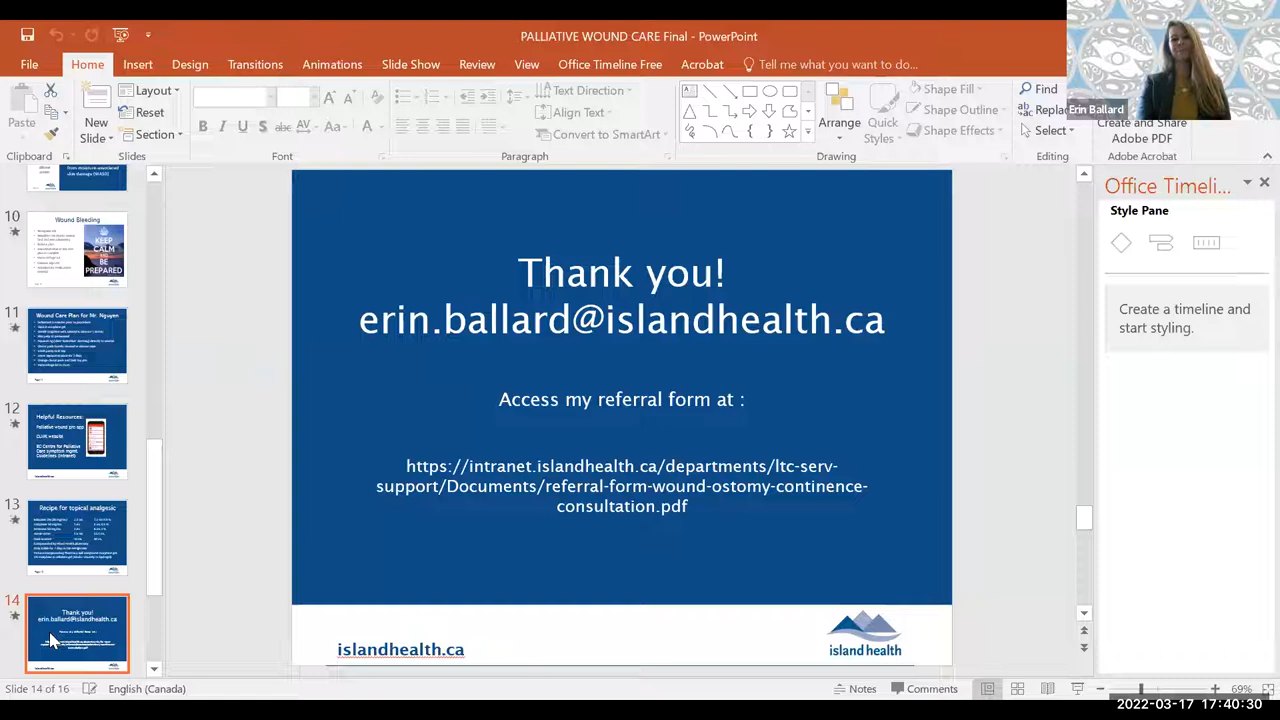 PALLIATIVE WOUND CARE Final - PowerPoint
File Home Insert Design Transitions Animations Slide Show Review View Office Timeline Free Acrobat Tell me what you want to do...
Erin Ballard
Paste
New Slide
Layout
Reset
Section
Text Direction
Align Text
Convert to SmartArt
Arrange
Quick Styles
Shape Fill
Shape Outline
Shape Effects
Find
Select
Create and Share Adobe PDF
Clipboard Slides Font Paragraph Drawing Editing Adobe Acrobat
10
Wound Bleeding
KEEP
CALM
AND
BE
PREPARED
11
Wound Care Plan for Mr. Nguyen
12
Helpful Resources:
13
Recipe for topical analgesic
14
Thank you!
erin.ballard@islandhealth.ca
Thank you!
erin.ballard@islandhealth.ca
Access my referral form at :
https://intranet.islandhealth.ca/departments/ltc-serv-
support/Documents/referral-form-wound-ostomy-continence-
consultation.pdf
islandhealth.ca
island health
Office Timeli...
Style Pane
Create a timeline and
start styling.
Slide 14 of 16 English (Canada) Notes Comments 69%
2022-03-17 17:40:30